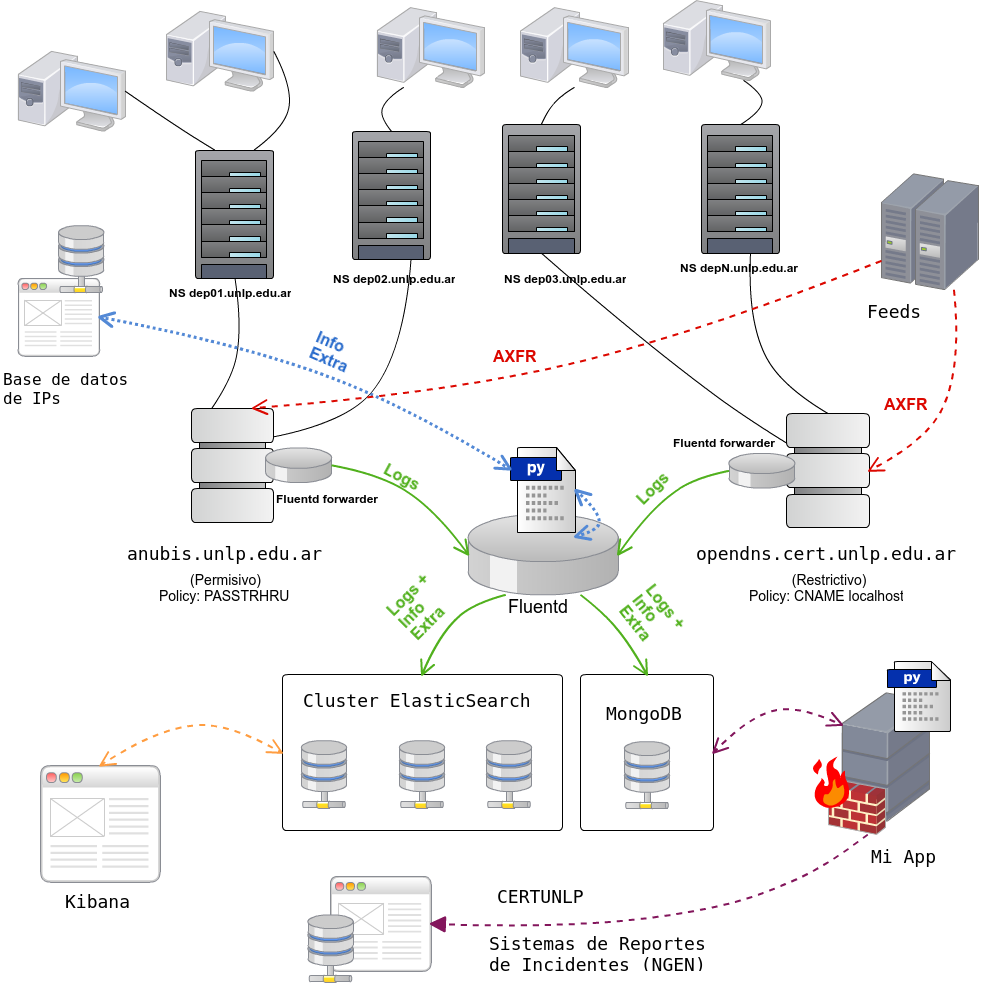 NS dep01.unlp.edu.ar
NS dep02.unlp.edu.ar
NS dep03.unlp.edu.ar
NS depN.unlp.edu.ar
Feeds
AXFR
AXFR
Info
Extra
Base de datos
de IPs
Fluentd forwarder
Fluentd forwarder
py
Logs
Logs
anubis.unlp.edu.ar
(Permisivo)
Policy: PASSTRHRU
opendns.cert.unlp.edu.ar
(Restrictivo)
Policy: CNAME localhost
Fluentd
Logs +
Info
Extra
Logs +
Info
Extra
Cluster ElasticSearch
MongoDB
py
Mi App
Kibana
CERTUNLP
Sistemas de Reportes
de Incidentes (NGEN)